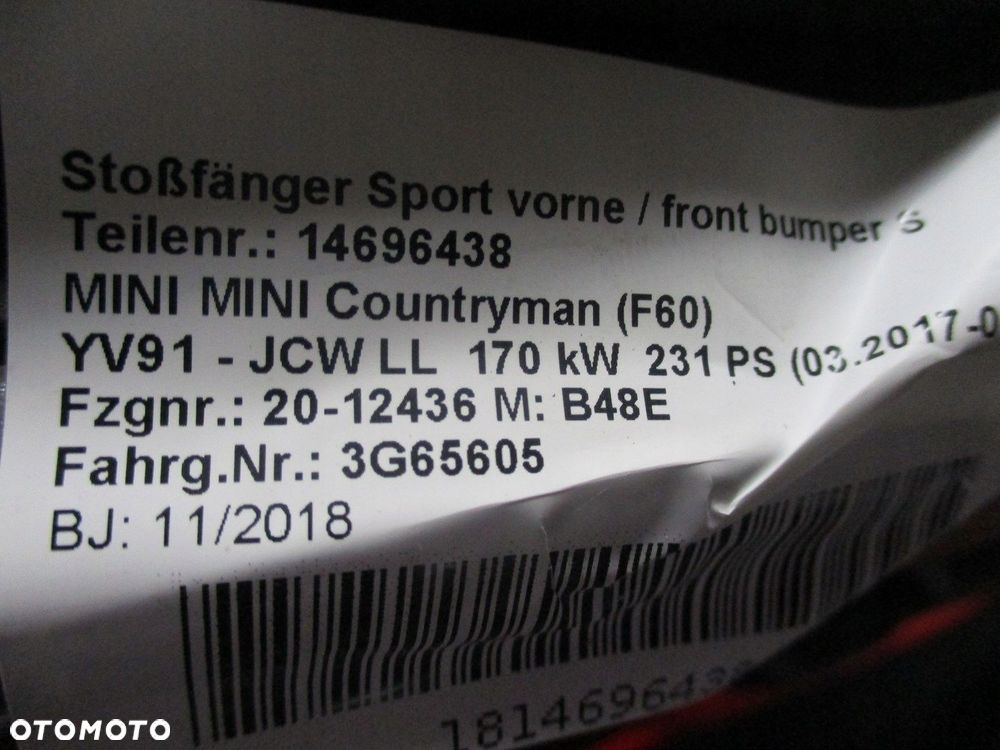 Stoßfänger Sport vorne / front bumper S
Teilenr.: 14696438
MINI MINI Countryman (F60)
YV91 - JCW LL 170 kW 231 PS (03.2017-0
Fzgnr.: 20-12436 M: B48E
Fahrg.Nr.: 3G65605
BJ: 11/2018
181469643
OTOMOTO